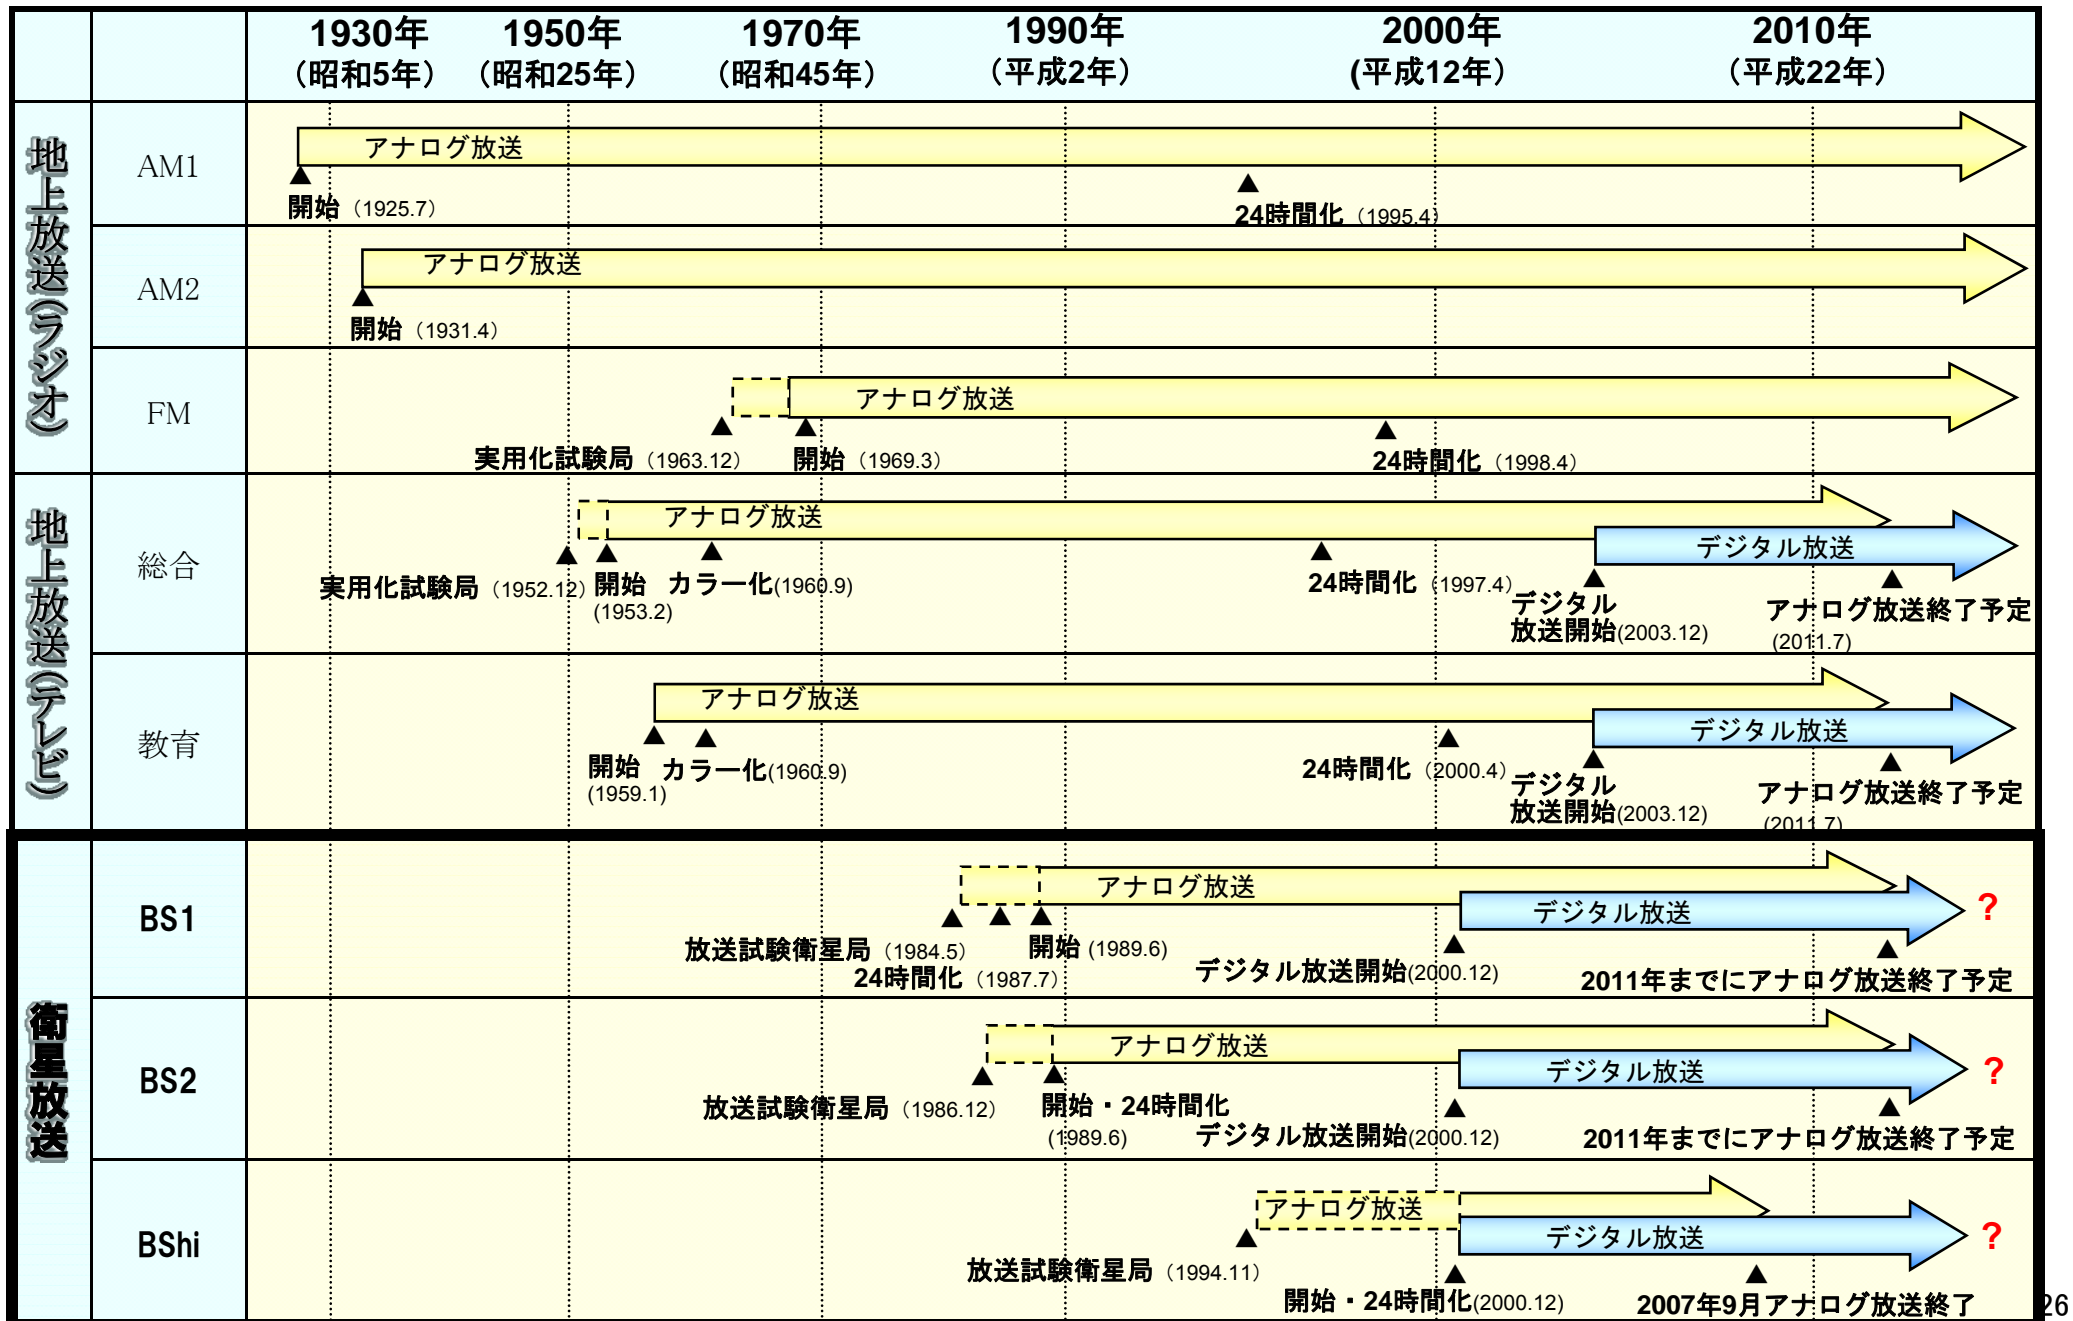 1930年 1950年 1970年 1990年 2000年 2010年
（昭和5年） （昭和25年） （昭和45年） （平成2年） (平成12年） （平成22年）
地上放送（ラジオ）
AM1
アナログ放送
開始（1925.7）
24時間化（1995.4）
AM2
アナログ放送
開始（1931.4）
FM
アナログ放送
実用化試験局（1963.12）
開始（1969.3）
24時間化（1998.4）
地上放送（テレビ）
総合
アナログ放送
デジタル放送
実用化試験局（1952.12）
開始
(1953.2)
カラー化(1960.9)
24時間化（1997.4）
デジタル
放送開始(2003.12)
アナログ放送終了予定
(2011.7)
教育
アナログ放送
デジタル放送
開始
(1959.1)
カラー化(1960.9)
24時間化（2000.4）
デジタル
放送開始(2003.12)
アナログ放送終了予定
(2011.7)
衛星放送
BS1
アナログ放送
デジタル放送
？
放送試験衛星局（1984.5）
24時間化（1987.7）
開始(1989.6)
デジタル放送開始(2000.12)
2011年までにアナログ放送終了予定
BS2
アナログ放送
デジタル放送
？
放送試験衛星局（1986.12）
開始・24時間化
(1989.6)
デジタル放送開始(2000.12)
2011年までにアナログ放送終了予定
BShi
アナログ放送
デジタル放送
？
放送試験衛星局（1994.11）
開始・24時間化(2000.12)
2007年9月アナログ放送終了
26